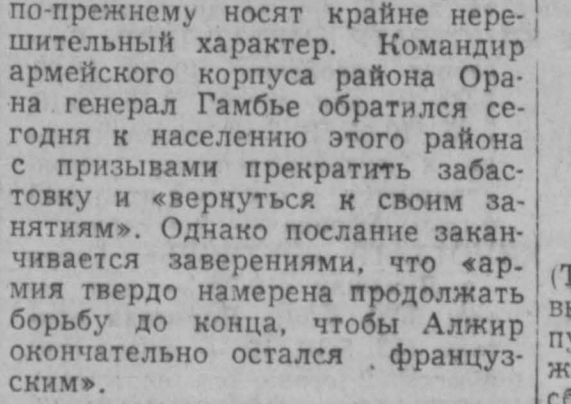 по-прежнему носят крайне нере-
шительный характер. Командир
армейского корпуса района Ора-
на генерал Гамбье обратился се-
годня к населению этого района
с призывами прекратить забас-
товку и «вернуться к своим за-
нятиям». Однако послание закан-
чивается заверениями, что «ар-
мия твердо намерена продолжать
борьбу до конца, чтобы Алжир
окончательно остался француз-
ским».
(Т
вы
пу
ж